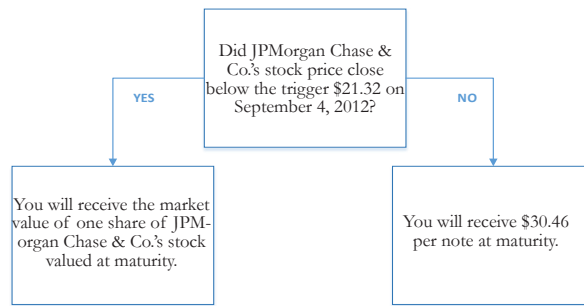 Did JPMorgan Chase &
Co.'s stock price close
below the trigger $21.32 on
September 4, 2012?
YES
NO
You will receive the market
value of one share of JPM-
organ Chase & Co.'s stock
valued at maturity.
You will receive $30.46
per note at maturity.